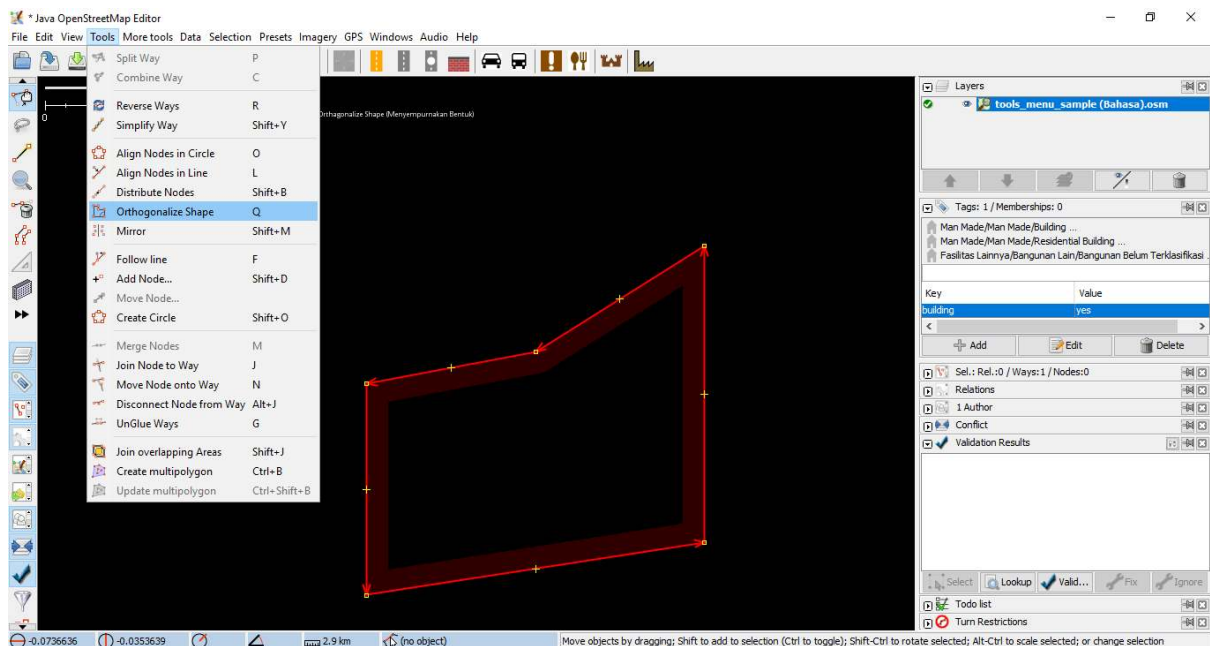 * Java OpenStreetMap Editor
File Edit View Tools More tools Data Selection Presets Imagery GPS Windows Audio Help
Split Way P
Combine Way C
Reverse Ways R
Simplify Way Shift+Y
Align Nodes in Circle O
Align Nodes in Line L
Distribute Nodes Shift+B
Orthogonalize Shape Q
Mirror Shift+M
Follow line F
Add Node... Shift+D
Move Node...
Create Circle Shift+O
Merge Nodes M
Join Node to Way J
Move Node onto Way N
Disconnect Node from Way Alt+J
UnGlue Ways G
Join overlapping Areas Shift+J
Create multipolygon Ctrl+B
Update multipolygon Ctrl+Shift+B
0
Orthagonalize Shape (Menyempurnakan Bentuk)
Layers
tools_menu_sample (Bahasa).osm
Tags: 1 / Memberships: 0
Man Made/Man Made/Building ...
Man Made/Man Made/Residential Building ...
Fasilitas Lainnya/Bangunan Lain/Bangunan Belum Terklasifikasi .
Key Value
building yes
Add Edit Delete
Sel.: Rel.:0 / Ways:1 / Nodes:0
Relations
1 Author
Conflict
Validation Results
Select Lookup Valid... Fix Ignore
Todo list
Turn Restrictions
-0.0736636 -0.0353639 2.9 km (no object) Move objects by dragging; Shift to add to selection (Ctrl to toggle); Shift-Ctrl to rotate selected; Alt-Ctrl to scale selected; or change selection